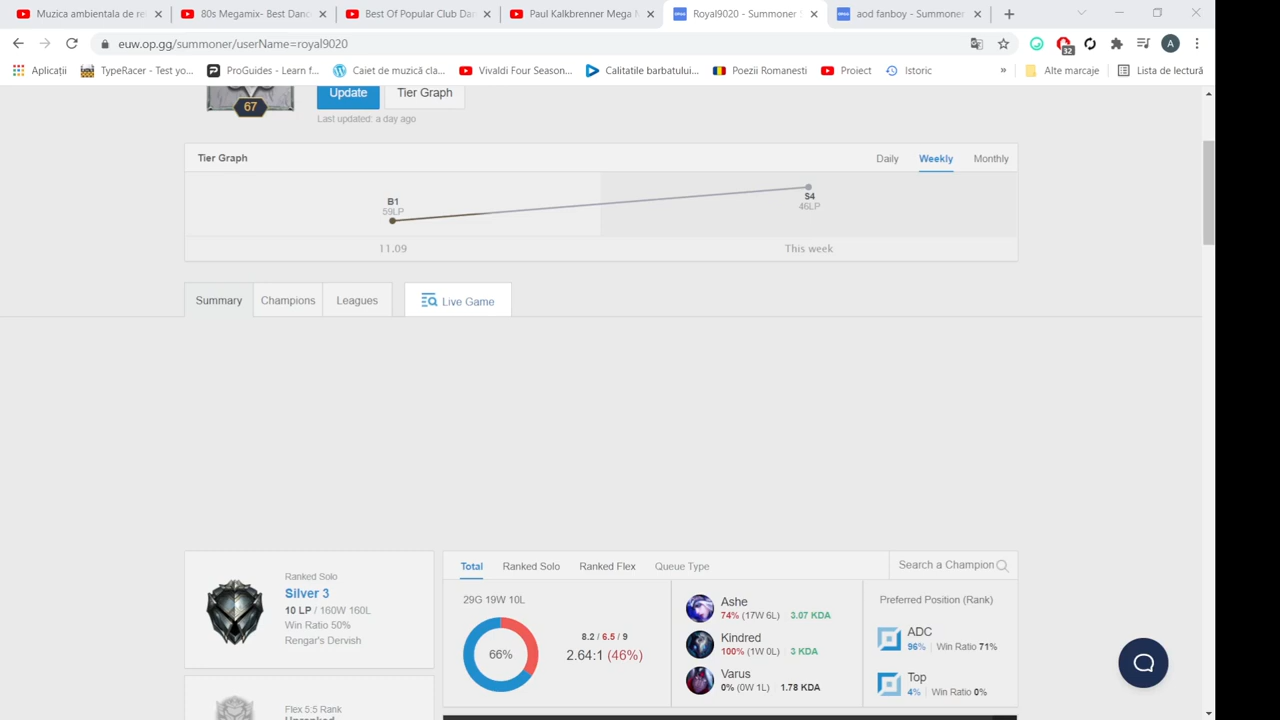 Muzica ambientala de re
80s Megamix- Best Danc
Best Of Popular Club Dan
Paul Kalkbrenner Mega M
Royal9020 - Summoner S
aod fanboy - Summoner
euw.op.gg/summoner/userName=royal9020
32
A
Aplicații
TypeRacer - Test yo...
ProGuides - Learn f...
Caiet de muzică cla...
Vivaldi Four Season...
Calitatile barbatului...
Poezii Romanesti
Proiect
Istoric
»
Alte marcaje
Lista de lectură
67
Update
Tier Graph
Last updated: a day ago
Tier Graph
Daily
Weekly
Monthly
B1
59LP
S4
46LP
11.09
This week
Summary
Champions
Leagues
Live Game
Ranked Solo
Silver 3
10 LP / 160W 160L
Win Ratio 50%
Rengar's Dervish
Flex 5:5 Rank
Unranked
Total
Ranked Solo
Ranked Flex
Queue Type
Search a Champion
29G 19W 10L
66%
8.2 / 6.5 / 9
2.64:1 (46%)
Ashe
74% (17W 6L) 3.07 KDA
Kindred
100% (1W 0L) 3 KDA
Varus
0% (0W 1L) 1.78 KDA
Preferred Position (Rank)
ADC
96% Win Ratio 71%
Top
4% Win Ratio 0%